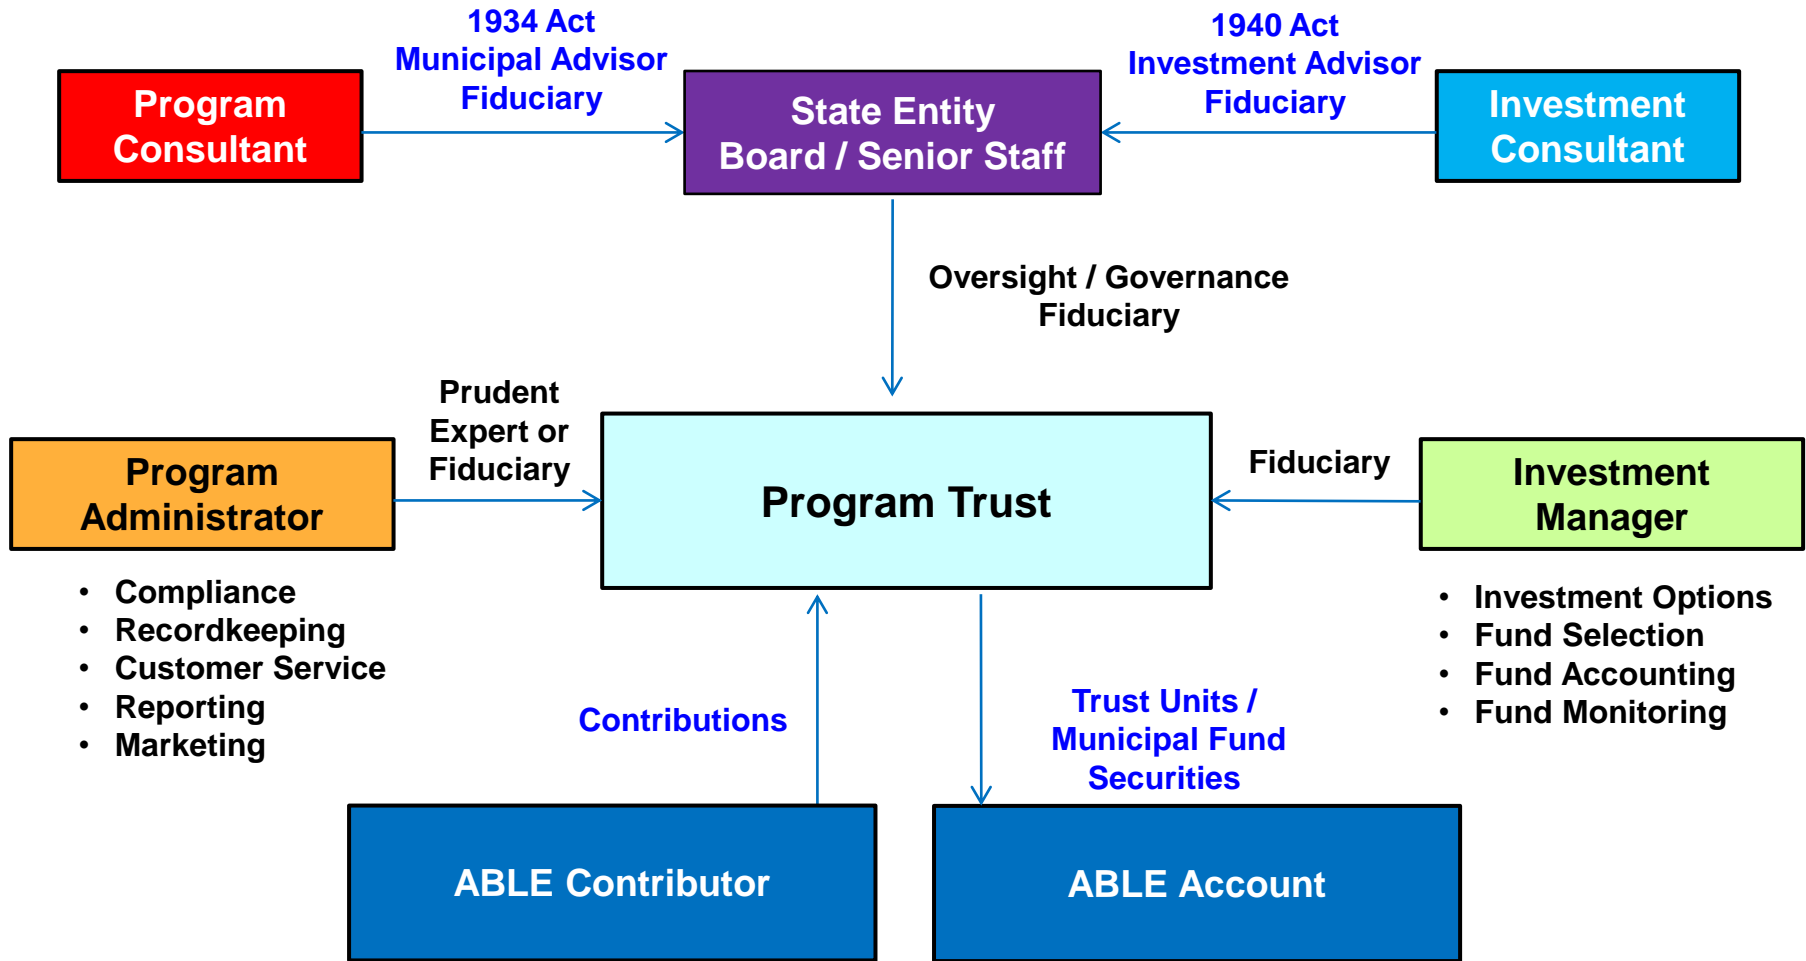 1934 Act
Municipal Advisor
Fiduciary
1940 Act
Investment Advisor
Fiduciary
Program
Consultant
State Entity
Board / Senior Staff
Investment
Consultant
Oversight / Governance
Fiduciary
Prudent
Expert or
Fiduciary
Fiduciary
Program
Administrator
Program Trust
Investment
Manager
• Compliance
• Recordkeeping
• Customer Service
• Reporting
• Marketing
• Investment Options
• Fund Selection
• Fund Accounting
• Fund Monitoring
Contributions
Trust Units /
Municipal Fund
Securities
ABLE Contributor
ABLE Account